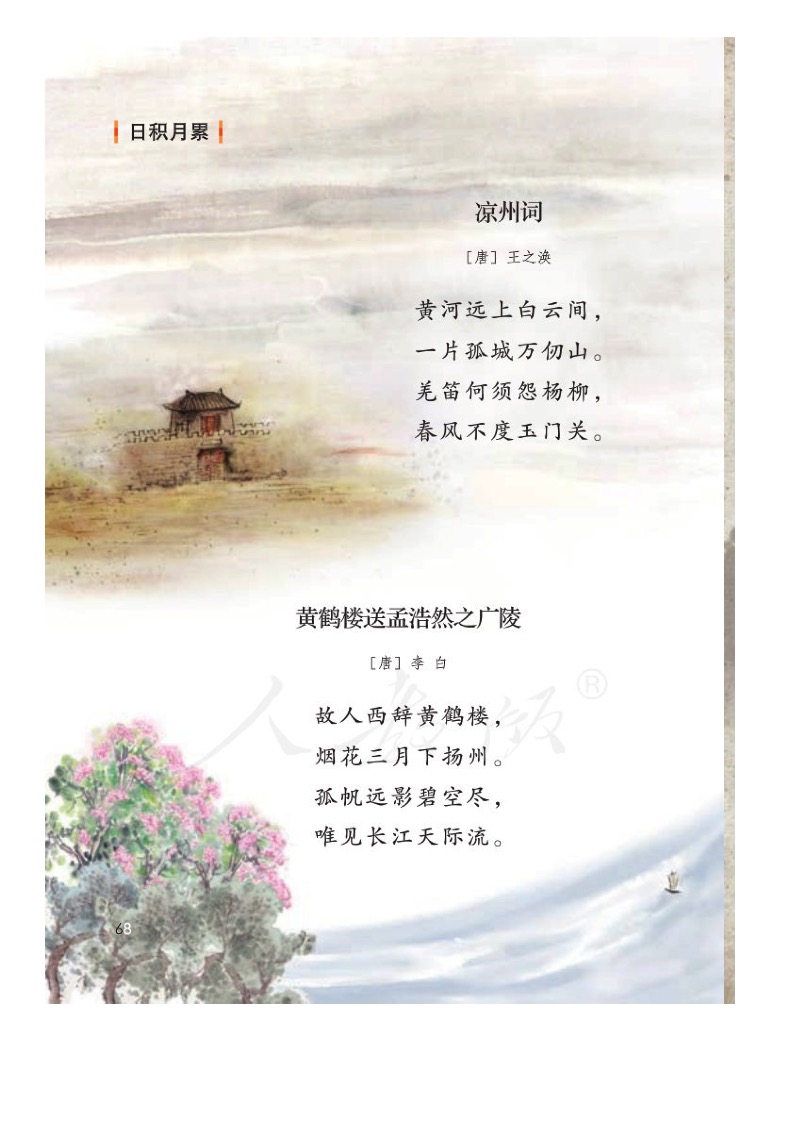 日积月累
凉州词
［唐］王之涣
黄河远上白云间，
一片孤城万仞山。
羌笛何须怨杨柳，
春风不度玉门关。
黄鹤楼送孟浩然之广陵
［唐］李 白
人教版®
故人西辞黄鹤楼，
烟花三月下扬州。
孤帆远影碧空尽，
唯见长江天际流。
68